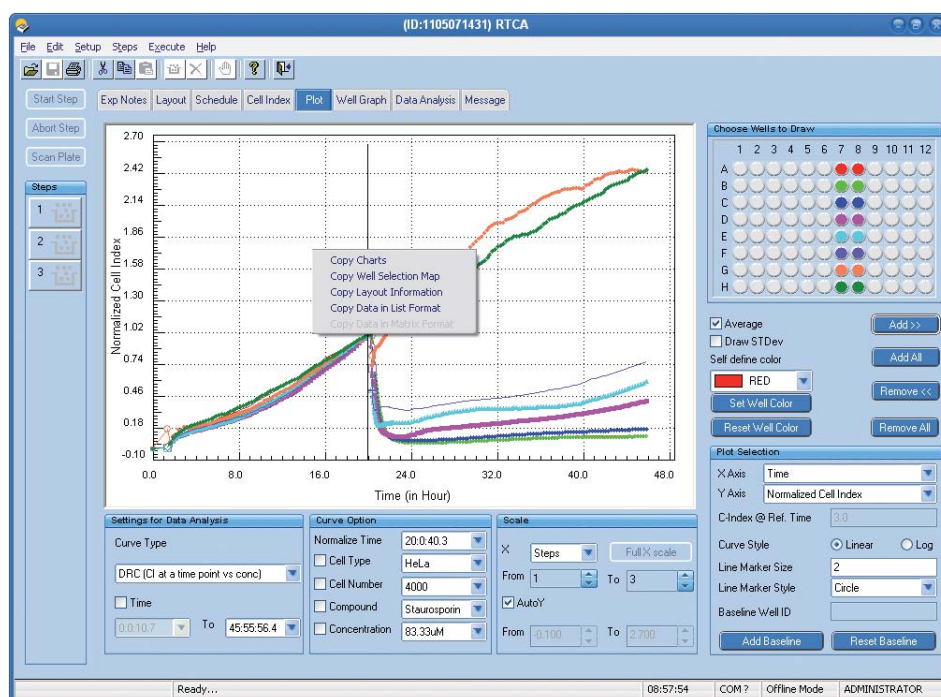 (ID:1105071431) RTCA
File Edit Setup Steps Execute Help
Start Step
Abort Step
Scan Plate
Steps
1
2
3
Exp Notes Layout Schedule Cell Index Plot Well Graph Data Analysis Message
Normalized Cell Index
2.70
2.42
2.14
1.86
1.58
1.30
1.02
0.74
0.46
0.18
-0.10
0.0 8.0 16.0 24.0 32.0 40.0 48.0
Time (in Hour)
Copy Charts
Copy Well Selection Map
Copy Layout Information
Copy Data in List Format
Copy Data in Matrix Format
Choose Wells to Draw
1 2 3 4 5 6 7 8 9 10 11 12
A
B
C
D
E
F
G
H
Average
Draw STDev
Self define color
RED
Set Well Color
Reset Well Color
Add >>
Add All
Remove <<
Remove All
Plot Selection
X Axis Time
Y Axis Normalized Cell Index
C-Index @ Ref. Time 3.0
Curve Style Linear Log
Line Marker Size 2
Line Marker Style Circle
Baseline Well ID
Add Baseline Reset Baseline
Settings for Data Analysis
Curve Type
DRC (CI at a time point vs conc)
Time
0:0:10.7 To 45:55:56.4
Curve Option
Normalize Time 20:0:40.3
Cell Type HeLa
Cell Number 4000
Compound Staurosporin
Concentration 83.33uM
Scale
X Steps Full X scale
From 1 To 3
AutoY
From -0.100 To 2.700
Ready... 08:57:54 COM ? Offline Mode ADMINISTRATOR